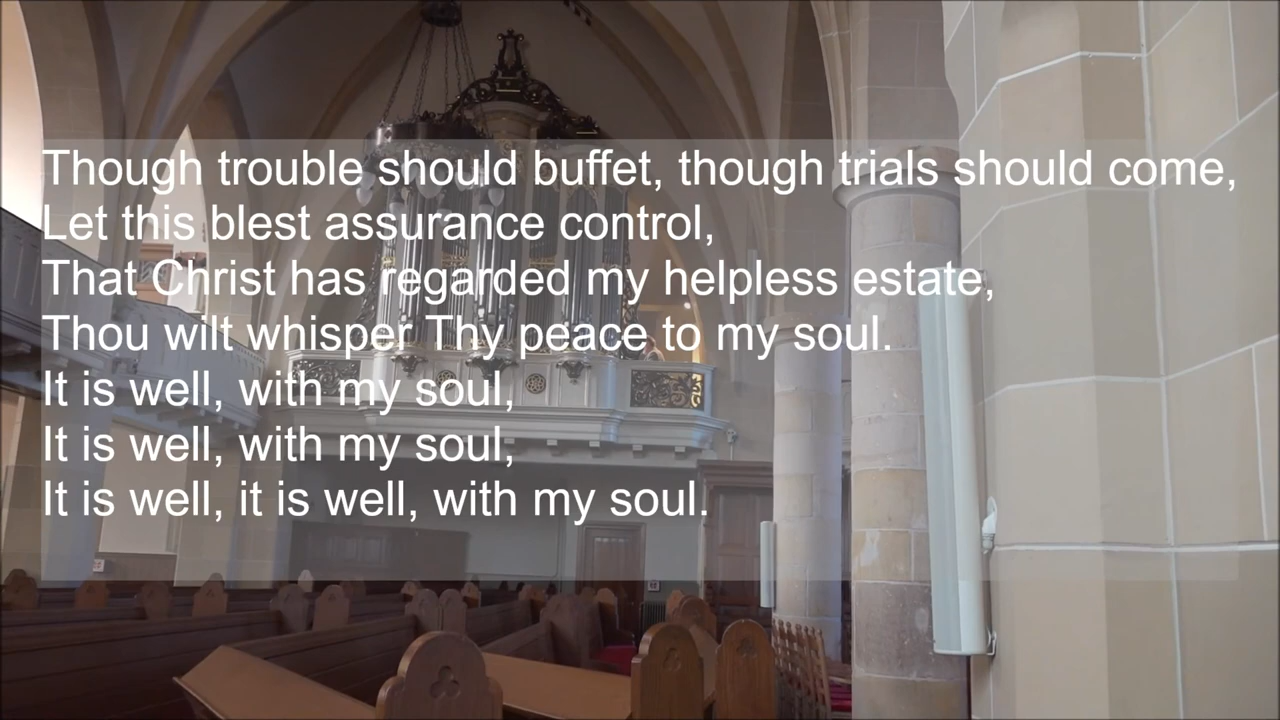 Though trouble should buffet, though trials should come,
Let this blest assurance control,
That Christ has regarded my helpless estate,
Thou wilt whisper Thy peace to my soul.
It is well, with my soul,
It is well, with my soul,
It is well, it is well, with my soul.